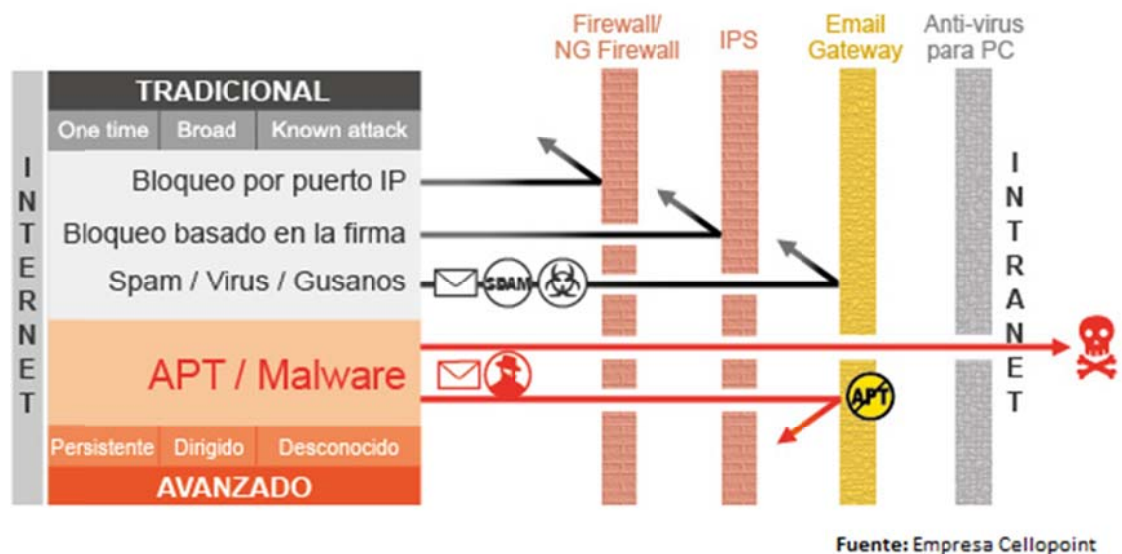 Firewall/
NG Firewall
IPS
Email
Gateway
Anti-virus
para PC
INTERNET
TRADICIONAL
One time
Broad
Known attack
Bloqueo por puerto IP
Bloqueo basado en la firma
Spam / Virus / Gusanos
SPAM
APT / Malware
APT
Persistente
Dirigido
Desconocido
AVANZADO
INTRANET
Fuente: Empresa Cellopoint